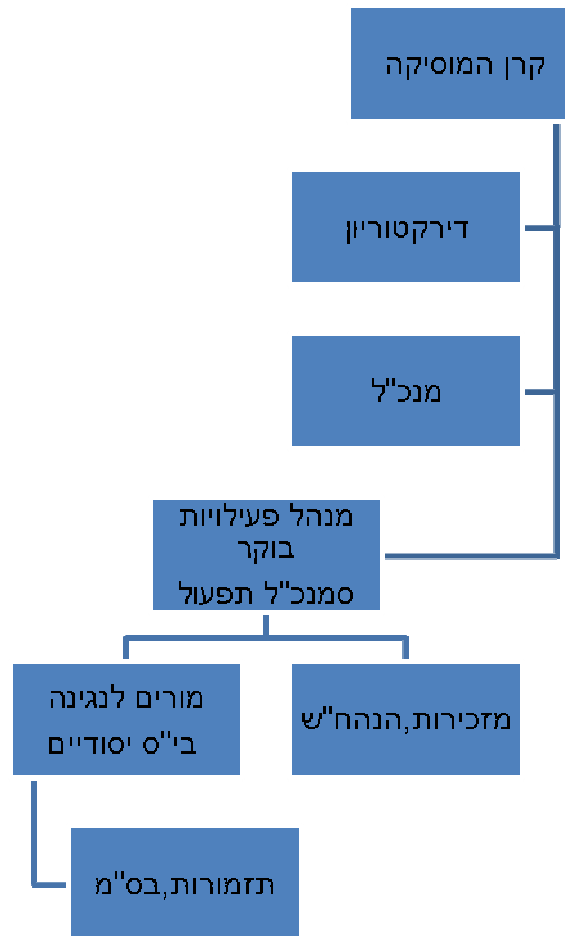 קרן המוסיקה
דירקטוריון
מנכ"ל
מנהל פעילויות
בוקר
סמנכ"ל תפעול
מזכירות,הנהח"ש
מורים לנגינה
בי"ס יסודיים
תזמורות,בס"מ